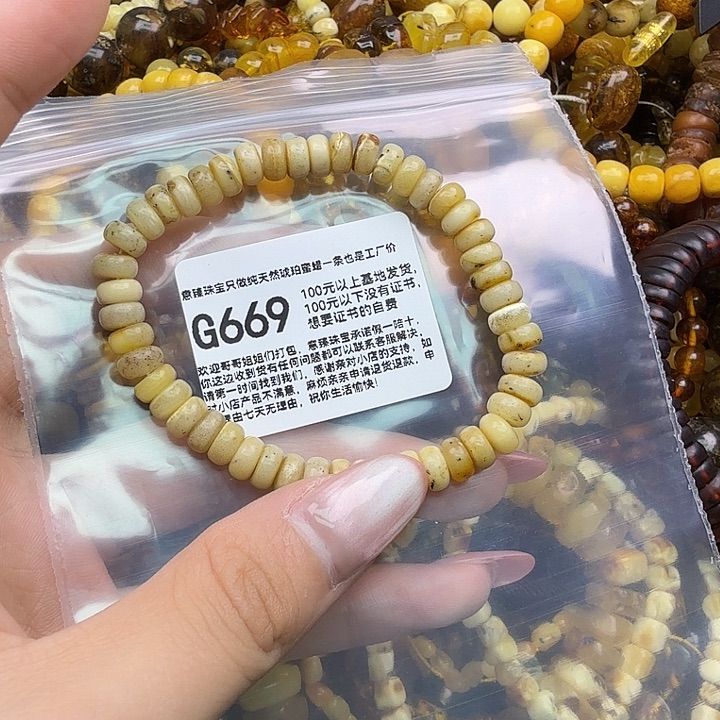 意臻珠宝只做纯天然琥珀蜜蜡一条也是工厂价
G669
100元以上基地发货，
100元以下没有证书，
想要证书的自费
欢迎哥哥姐姐们打包，意臻珠宝承诺假一赔十，
你这边收到货有任何问题都可以联系客服解决，
请第一时间找到我们，感谢亲对小店的支持，如
对小店产品不满意，麻烦亲亲申请退货退款，申
理由七天无理由，祝你生活愉快！